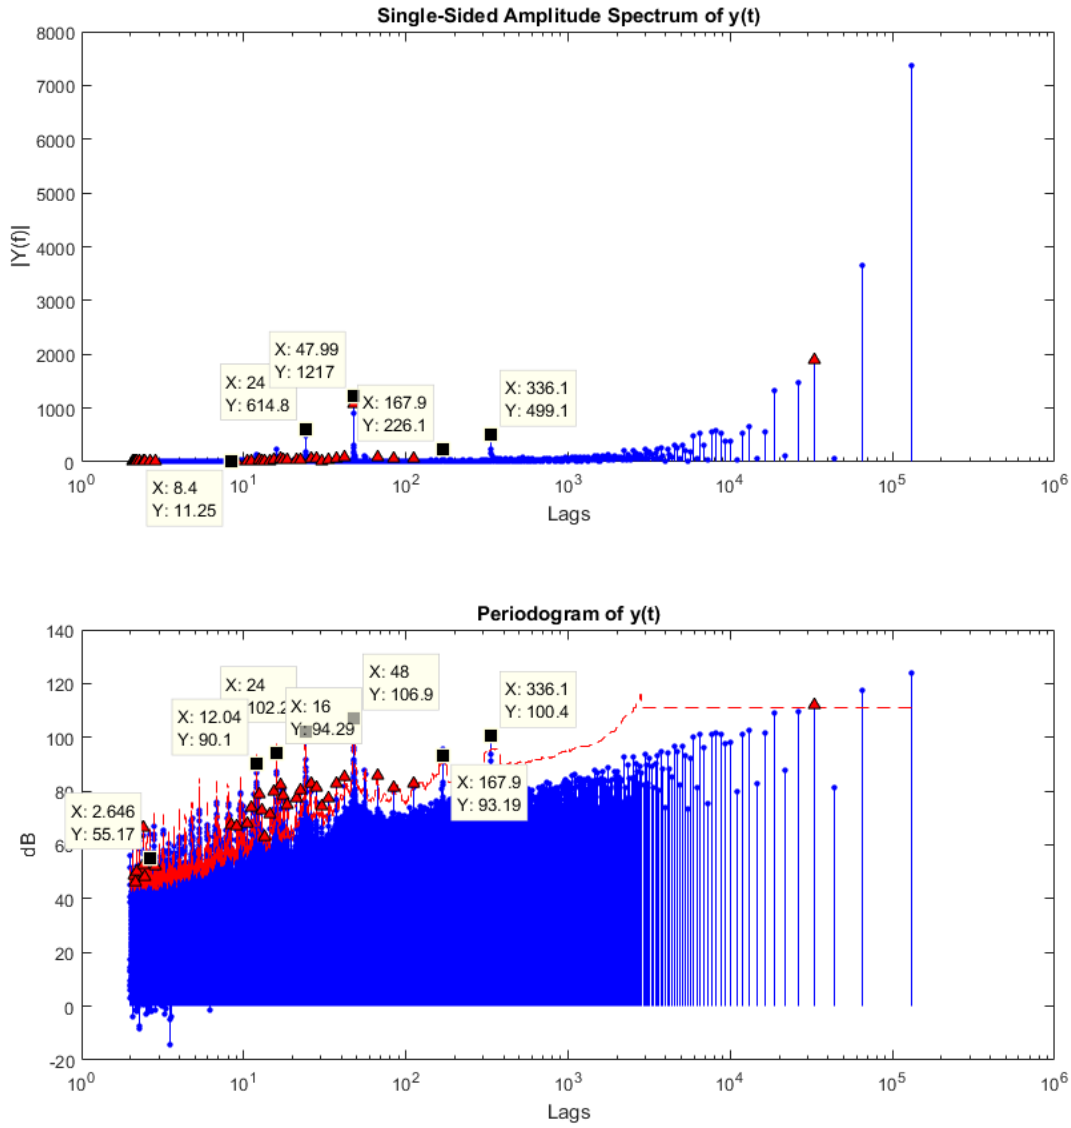 Single-Sided Amplitude Spectrum of y(t)
8000
7000
6000
5000
4000
3000
2000
1000
0
|Y(f)|
X: 47.99
Y: 1217
X: 24
Y: 614.8
X: 167.9
Y: 226.1
X: 336.1
Y: 499.1
X: 8.4
Y: 11.25
10^0
10^1
10^2
10^3
10^4
10^5
10^6
Lags
Periodogram of y(t)
140
120
100
80
60
40
20
0
-20
dB
X: 48
Y: 106.9
X: 24
102.2
X: 336.1
Y: 100.4
X: 16
Y: 94.29
X: 12.04
Y: 90.1
X: 167.9
Y: 93.19
X: 2.646
Y: 55.17
10^0
10^1
10^2
10^3
10^4
10^5
10^6
Lags